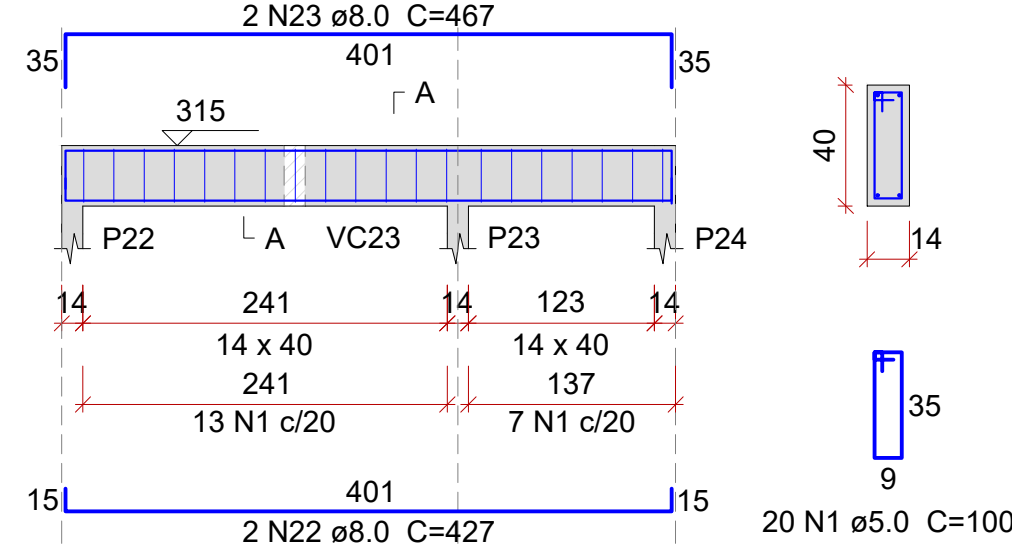 2 N23 ø8.0 C=467
35 401 35
A
315
40
A VC23
P22 P23 P24
14
14 241 14 123 14
14 x 40 14 x 40
241 137
13 N1 c/20 7 N1 c/20
35
9
20 N1 ø5.0 C=100
15 401 15
2 N22 ø8.0 C=427